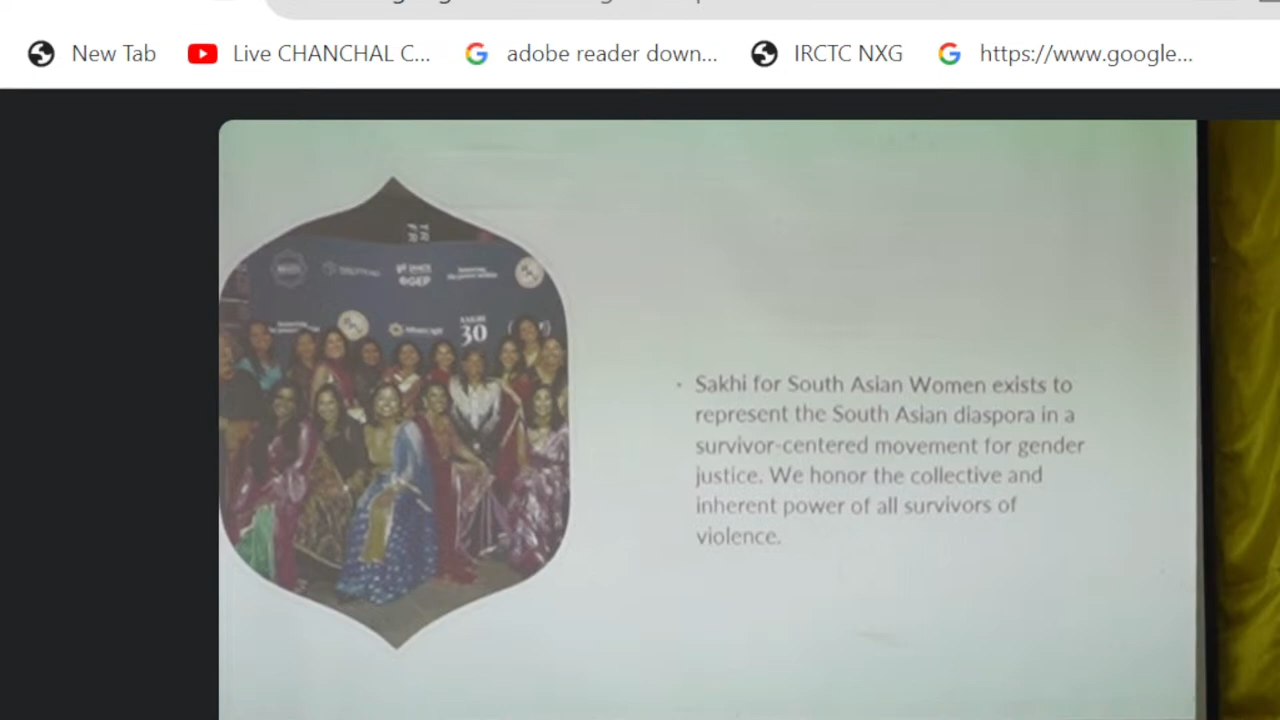 New Tab
Live CHANCHAL C...
adobe reader down...
IRCTC NXG
https://www.google...
GEP
SAKHI
30
• Sakhi for South Asian Women exists to
represent the South Asian diaspora in a
survivor-centered movement for gender
justice. We honor the collective and
inherent power of all survivors of
violence.